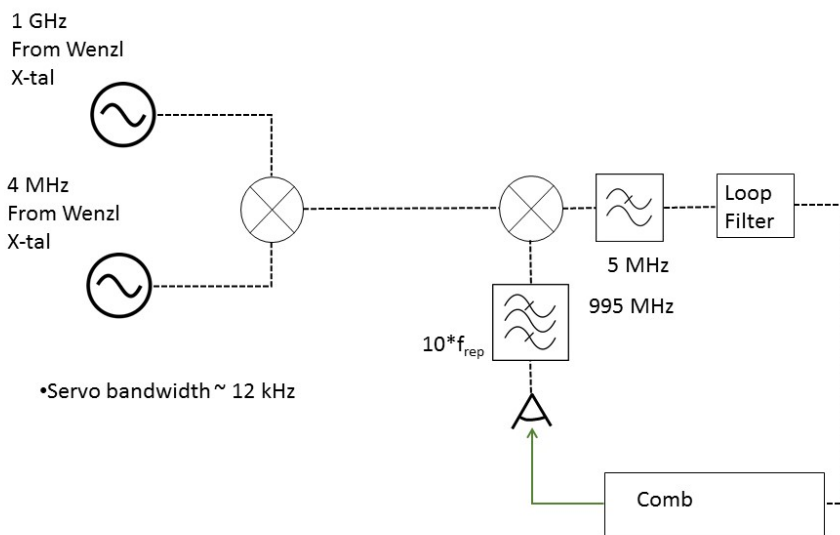 1 GHz
From Wenzl
X-tal
4 MHz
From Wenzl
X-tal
Loop
Filter
5 MHz
995 MHz
10*frep
•Servo bandwidth ~ 12 kHz
Comb